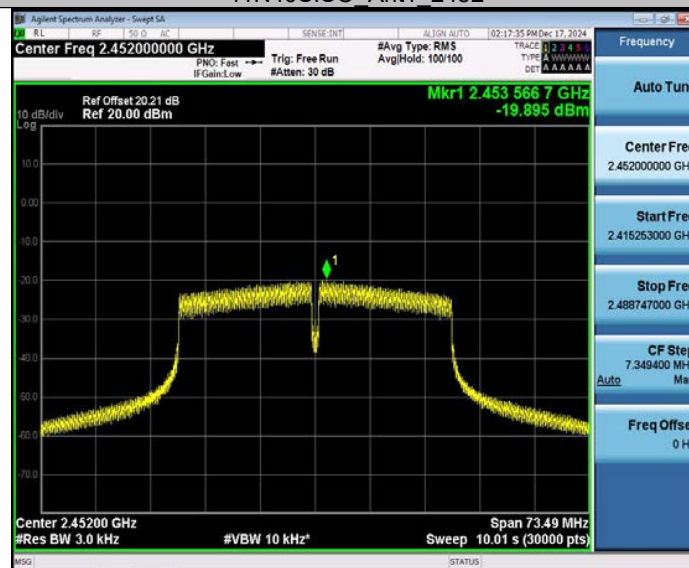 Agilent Spectrum Analyzer - Swept SA
RL RF 50 Ω AC SENSE:INT ALIGN AUTO 02:17:35 PM Dec 17, 2024
Center Freq 2.452000000 GHz
PNO: Fast
IFGain:Low
Trig: Free Run
#Atten: 30 dB
#Avg Type: RMS
Avg|Hold: 100/100
TRACE 1 2 3 4 5 6
TYPE A WWWWW
DET A A A A A A
Ref Offset 20.21 dB
10 dB/div Ref 20.00 dBm
Log
Mkr1 2.453 566 7 GHz
-19.895 dBm
10.0
0.00
-10.0
-20.0
-30.0
-40.0
-50.0
-60.0
-70.0
1
Center 2.45200 GHz
Span 73.49 MHz
#Res BW 3.0 kHz
#VBW 10 kHz*
Sweep 10.01 s (30000 pts)
MSG STATUS
Frequency
Auto Tun
Center Fre
2.452000000 GH
Start Fre
2.415253000 GH
Stop Fre
2.488747000 GH
CF Step
7.349400 MH
Auto Ma
Freq Offse
0 H